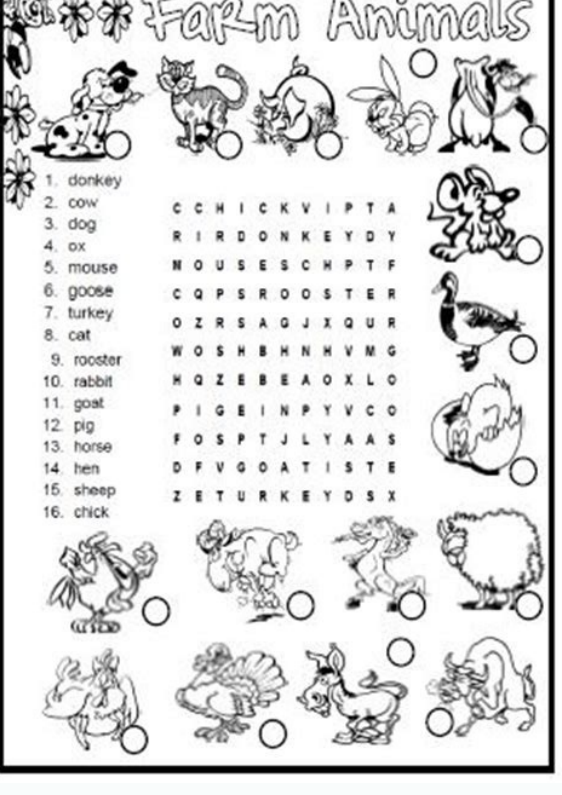 Farm Animals
1. donkey
2. cow
3. dog
4. ox
5. mouse
6. goose
7. turkey
8. cat
9. rooster
10. rabbit
11. goat
12. pig
13. horse
14. hen
15. sheep
16. chick
C C H I C K V I P T A
R I R D O N K E Y D Y
M O U S E S C H P T F
C Q P S R O O S T E R
O Z R S A G J X Q U R
W O S H B H N H V M G
H Q Z E B E A O X L O
P I G E I N P Y V C O
F O S P T J L Y A A S
D F V G O A T I S T E
Z E T U R K E Y D S X